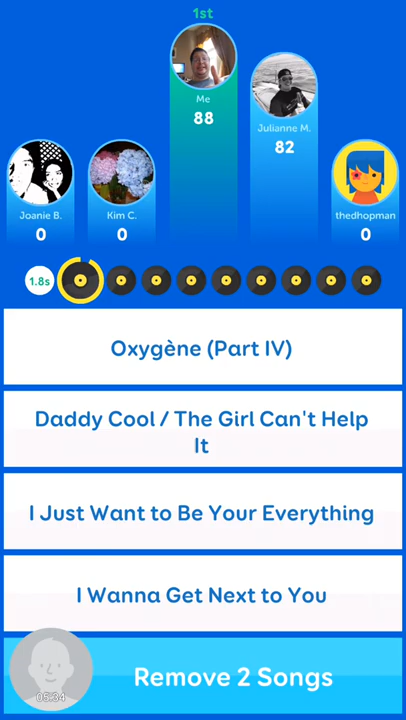 1st
Me
88
Julianne M.
82
Joanie B.
0
Kim C.
0
thedhopman
0
1.8s
Oxygène (Part IV)
Daddy Cool / The Girl Can't Help
It
I Just Want to Be Your Everything
I Wanna Get Next to You
05:34
Remove 2 Songs